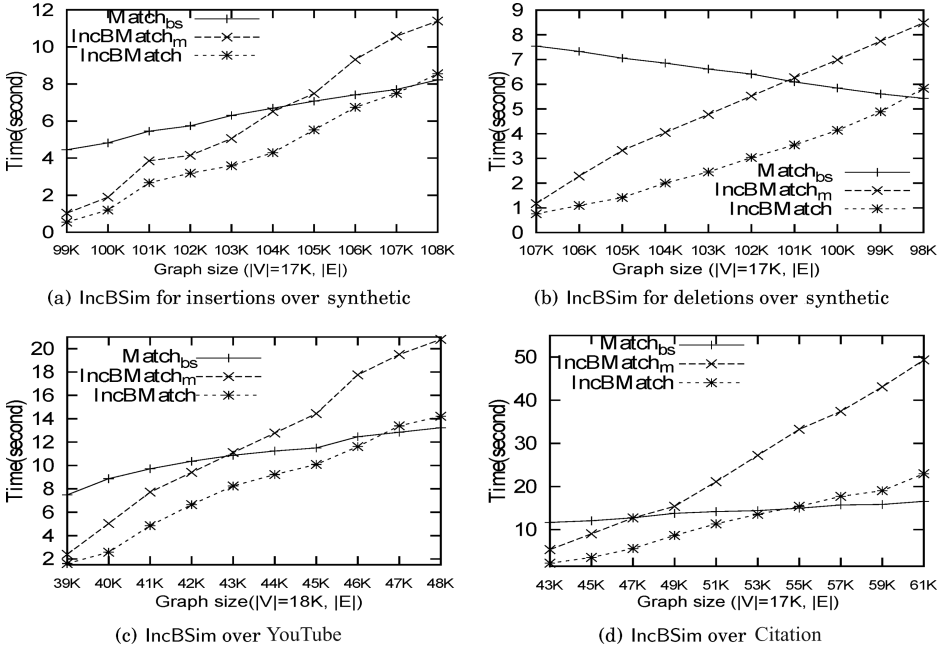 Time(second)
12
10
8
6
4
2
0
Match_bs
IncBMatch_m
IncBMatch
99K 100K 101K 102K 103K 104K 105K 106K 107K 108K
Graph size (|V|=17K, |E|)
(a) IncBSim for insertions over synthetic
Time(second)
9
8
7
6
5
4
3
2
1
0
Match_bs
IncBMatch_m
IncBMatch
107K 106K 105K 104K 103K 102K 101K 100K 99K 98K
Graph size (|V|=17K, |E|)
(b) IncBSim for deletions over synthetic
Time(second)
20
18
16
14
12
10
8
6
4
2
Match_bs
IncBMatch_m
IncBMatch
39K 40K 41K 42K 43K 44K 45K 46K 47K 48K
Graph size(|V|=18K, |E|)
(c) IncBSim over YouTube
Time(second)
50
40
30
20
10
Match_bs
IncBMatch_m
IncBMatch
43K 45K 47K 49K 51K 53K 55K 57K 59K 61K
Graph size (|V|=17K, |E|)
(d) IncBSim over Citation